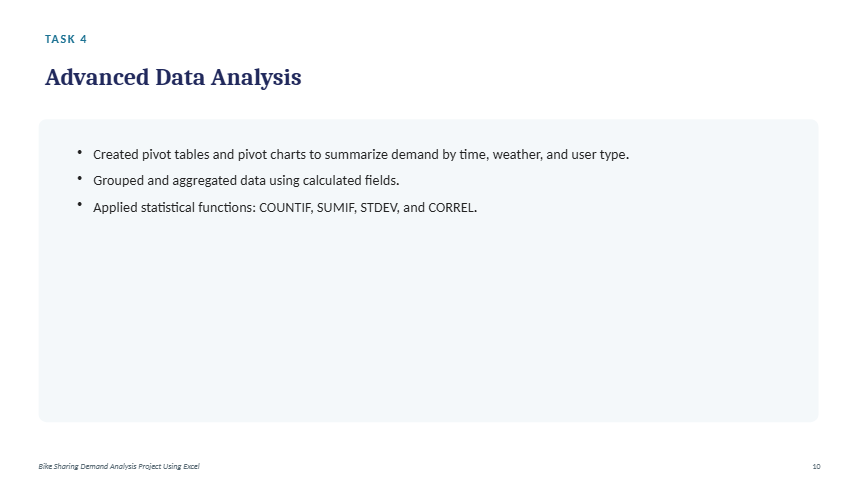 TASK 4
Advanced Data Analysis
• Created pivot tables and pivot charts to summarize demand by time, weather, and user type.
• Grouped and aggregated data using calculated fields.
• Applied statistical functions: COUNTIF, SUMIF, STDEV, and CORREL.
Bike Sharing Demand Analysis Project Using Excel
10